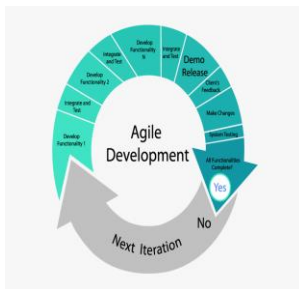 Agile
Development
Develop
Functionality 1
Integrate and
Test
Develop
Functionality 2
Integrate
and Test
Develop
Functionality
N
Integrate
and Test
Demo
Release
Client's
Feedback
Make Changes
System Testing
All Functionalities
Complete?
Yes
No
Next Iteration